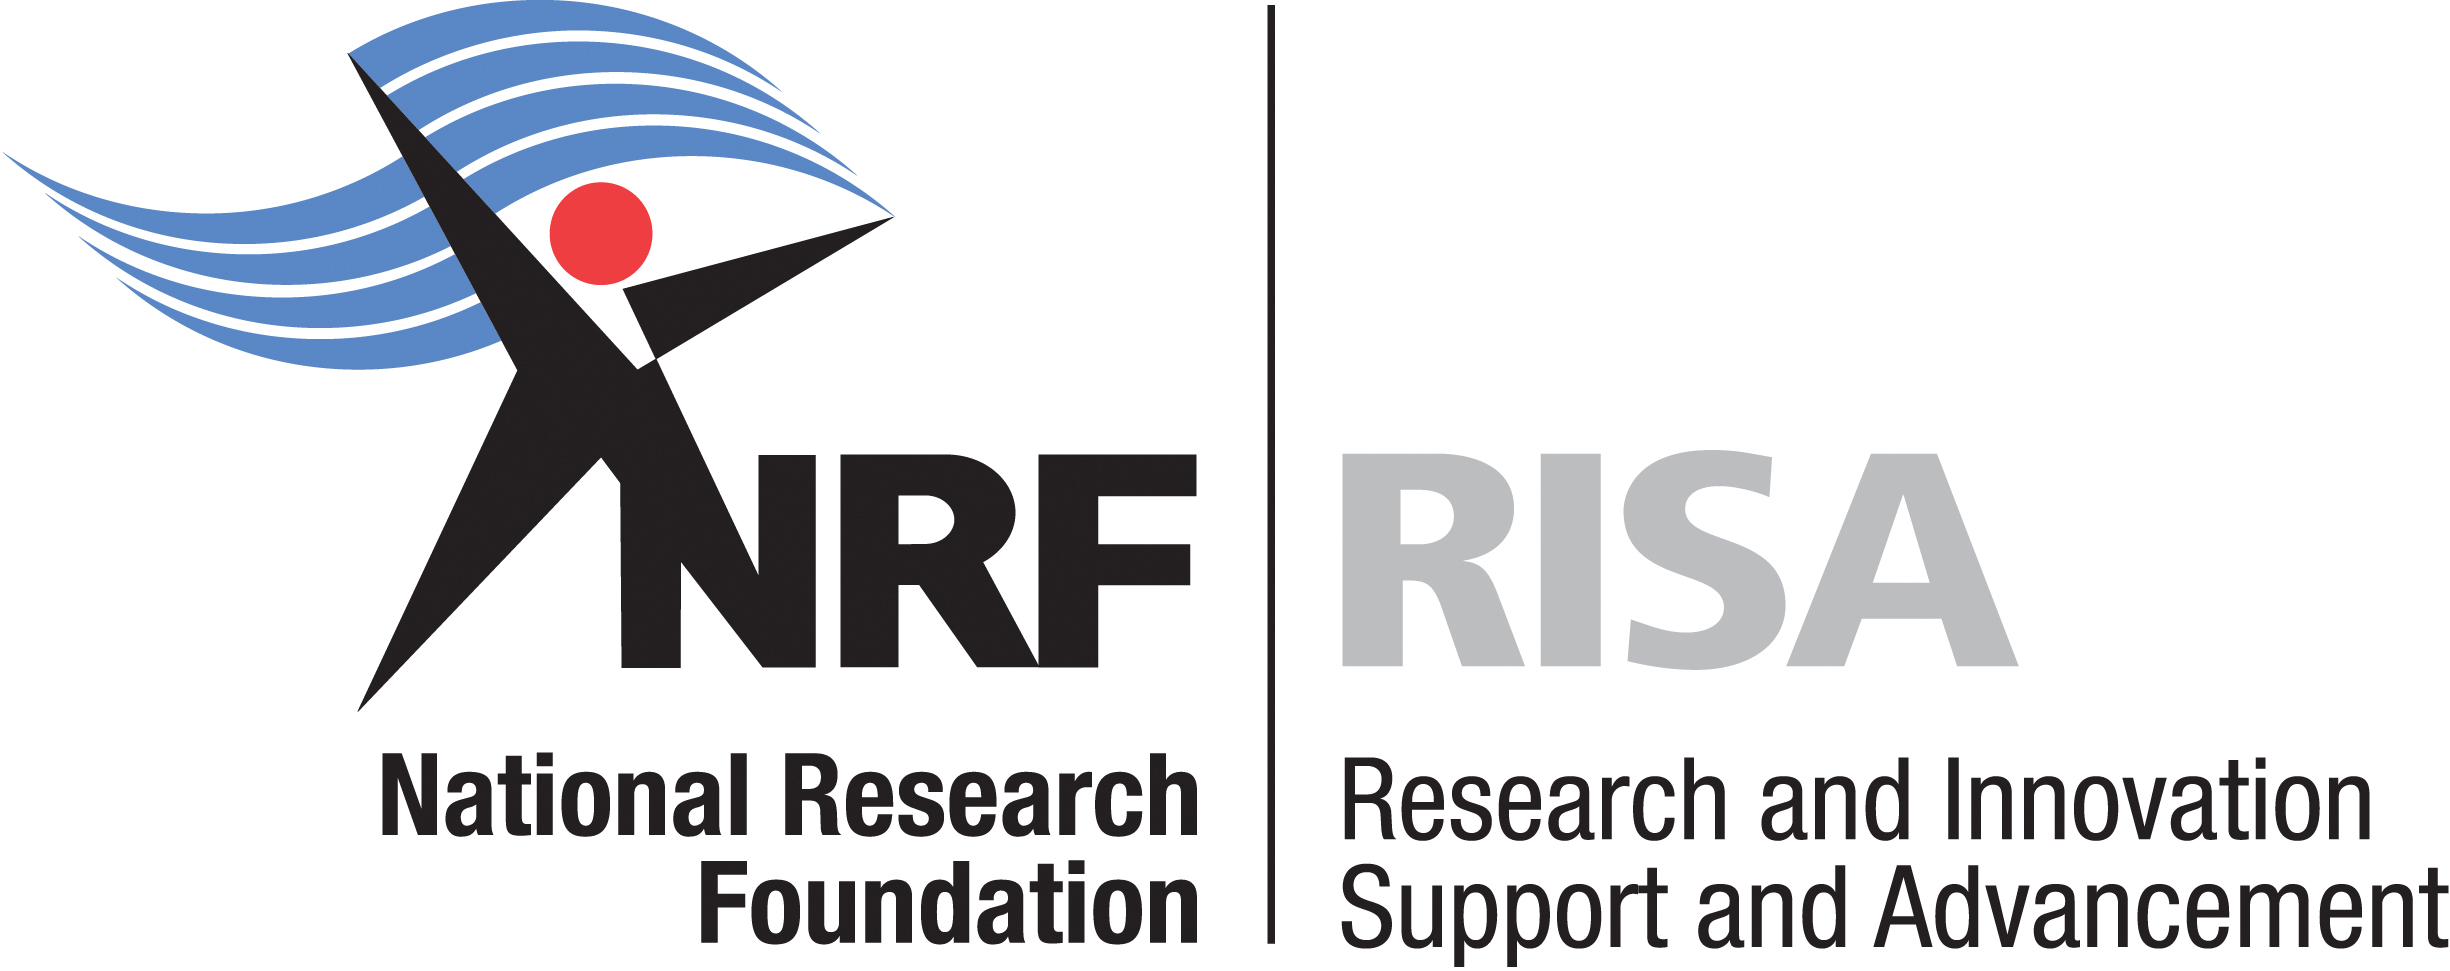 NRF
National Research
Foundation
RISA
Research and Innovation
Support and Advancement